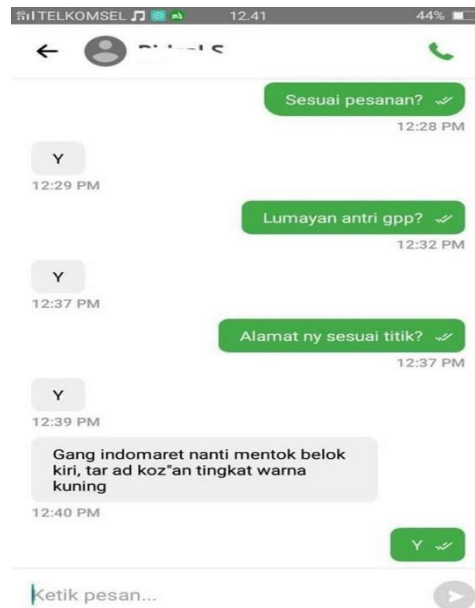 TELKOMSEL 12.41 44%
S
Sesuai pesanan?
12:28 PM
Y
12:29 PM
Lumayan antri gpp?
12:32 PM
Y
12:37 PM
Alamat ny sesuai titik?
12:37 PM
Y
12:39 PM
Gang indomaret nanti mentok belok
kiri, tar ad koz"an tingkat warna
kuning
12:40 PM
Y
Ketik pesan...